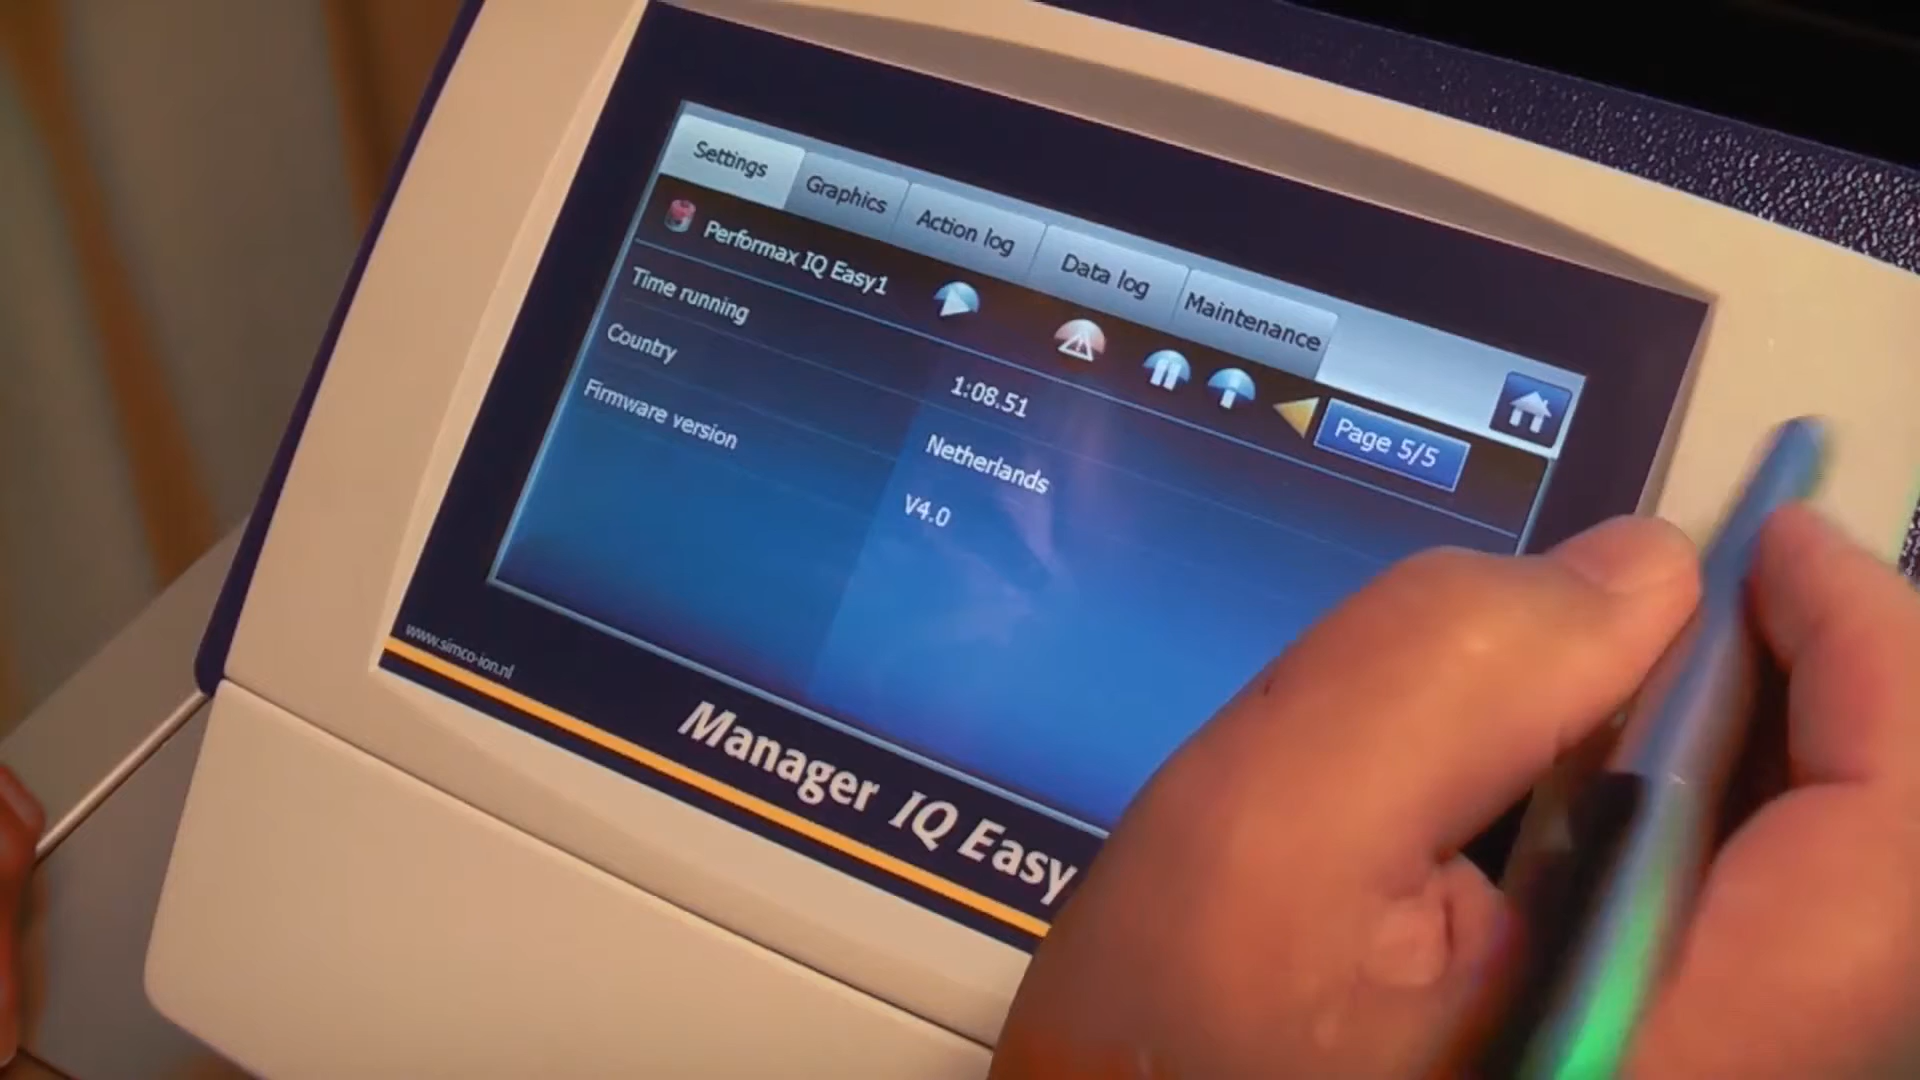 Settings
Graphics
Action log
Data log
Maintenance
Performax IQ Easy1
Page 5/5
Time running
1:08.51
Country
Netherlands
Firmware version
V4.0
www.simco-ion.nl
Manager IQ Easy